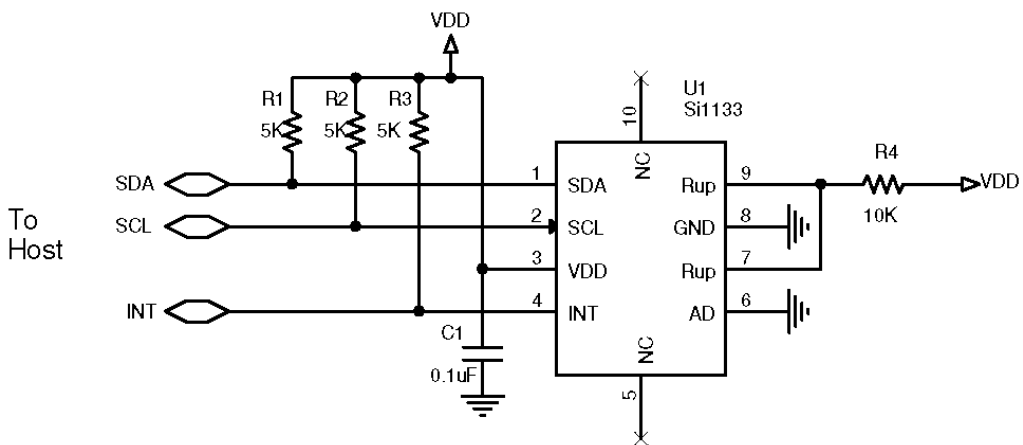 VDD
R1
5K
R2
5K
R3
5K
U1
Si1133
10
NC
To
Host
SDA
SCL
INT
1
SDA
2
SCL
3
VDD
4
INT
C1
0.1uF
Rup
9
GND
8
Rup
7
AD
6
R4
10K
VDD
NC
5